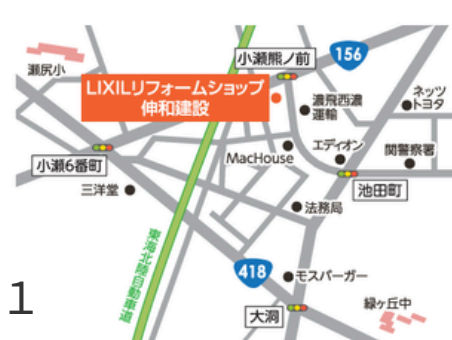 瀬尻小
小瀬熊ノ前
156
LIXILリフォームショップ
伸和建設
濃飛西濃
運輸
ネッツ
トヨタ
MacHouse
エディオン
関警察署
小瀬6番町
三洋堂
池田町
法務局
東海北陸自動車道
418
モスバーガー
大洞
緑ヶ丘中
1